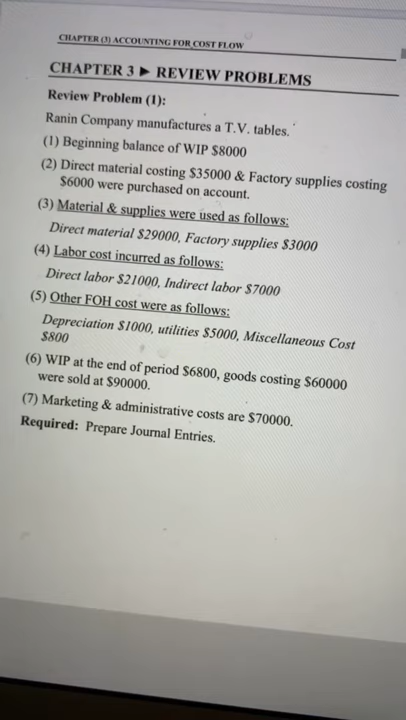 CHAPTER (3) ACCOUNTING FOR COST FLOW
CHAPTER 3 ► REVIEW PROBLEMS
Review Problem (1):
Ranin Company manufactures a T.V. tables.
(1) Beginning balance of WIP $8000
(2) Direct material costing $35000 & Factory supplies costing
$6000 were purchased on account.
(3) Material & supplies were used as follows:
Direct material $29000, Factory supplies $3000
(4) Labor cost incurred as follows:
Direct labor $21000, Indirect labor $7000
(5) Other FOH cost were as follows:
Depreciation $1000, utilities $5000, Miscellaneous Cost
$800
(6) WIP at the end of period $6800, goods costing $60000
were sold at $90000.
(7) Marketing & administrative costs are $70000.
Required: Prepare Journal Entries.